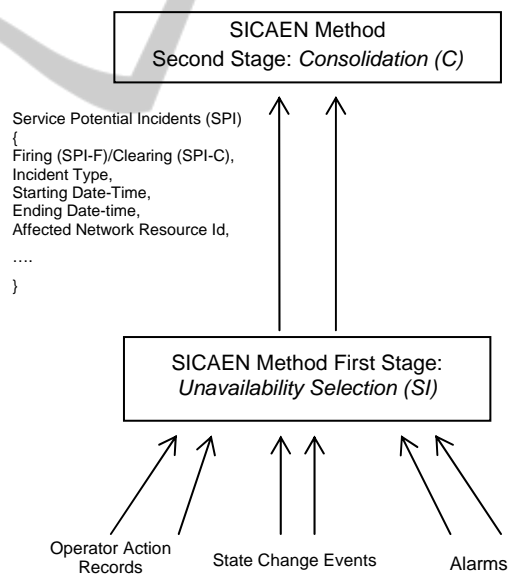 SICAEN Method
Second Stage: Consolidation (C)
Service Potential Incidents (SPI)
{
Firing (SPI-F)/Clearing (SPI-C),
Incident Type,
Starting Date-Time,
Ending Date-time,
Affected Network Resource Id,
....
}
SICAEN Method First Stage:
Unavailability Selection (SI)
Operator Action
Records
State Change Events
Alarms